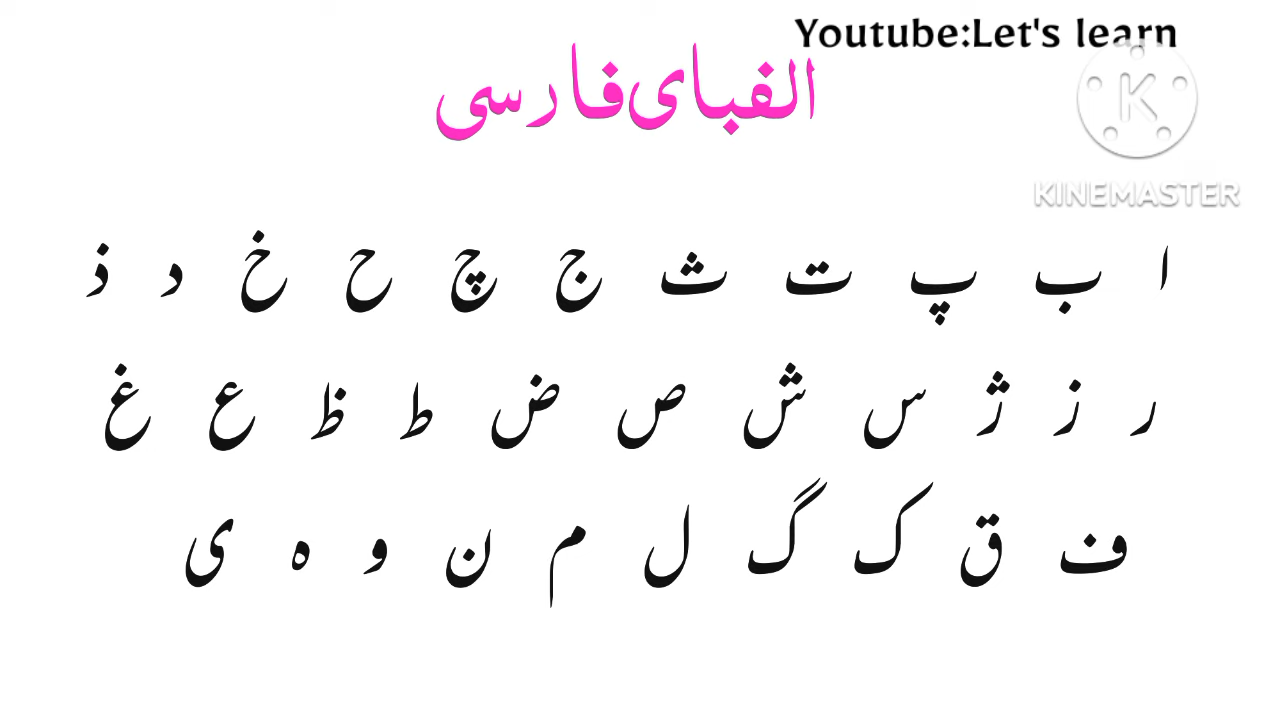 Youtube:Let's learn
الفبای فارسی
KINEMASTER
ا ب پ ت ث ج چ ح خ د ذ
ر ز ژ س ش ص ض ط ظ ع غ
ف ق ک گ ل م ن و ه ی